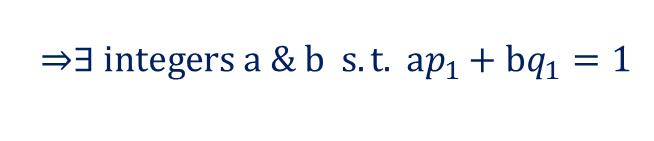 ⇒∃ integers a & b s.t. ap₁ + bq₁ = 1